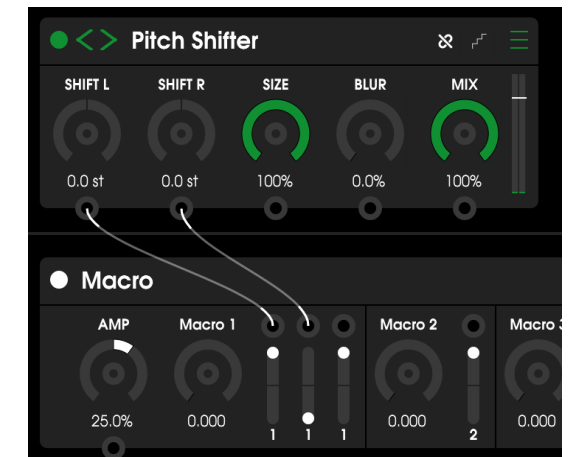 Pitch Shifter
SHIFT L SHIFT R SIZE BLUR MIX
0.0 st 0.0 st 100% 0.0% 100%
Macro
AMP Macro 1 Macro 2 Macro 3
25.0% 0.000 0.000 0.000
1 1 1 2